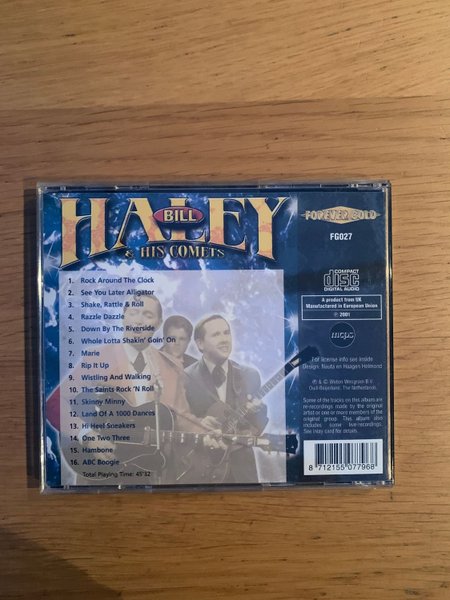 BILL
HALEY
& HIS COMETS
1. Rock Around The Clock
2. See You Later Alligator
3. Shake, Rattle & Roll
4. Razzle Dazzle
5. Down By The Riverside
6. Whole Lotta Shakin' Goin' On
7. Marie
8. Rip It Up
9. Wistling And Walking
10. The Saints Rock 'N Roll
11. Skinney Minny
12. Land Of A 1000 Dances
13. Hi Heel Sneakers
14. One Two Three
15. Hambone
16. ABC Boogie
Total Playing Time: 45'32
FOREVER GOLD
FG027
COMPACT
disc
DIGITAL AUDIO
A product from UK
Manufactured in European Union
℗ 2001
mcps
For license info see inside
Design: Nauta en Haagen Helmond
℗ & © Weton Wesgram B.V.
Oud-Beijerland, The Netherlands.
Some of the tracks on this album are
re-recordings made by the original
artist or one or more members of the
original group. This album also
includes some live-recordings.
See inlay card for details.
8 712155 077968